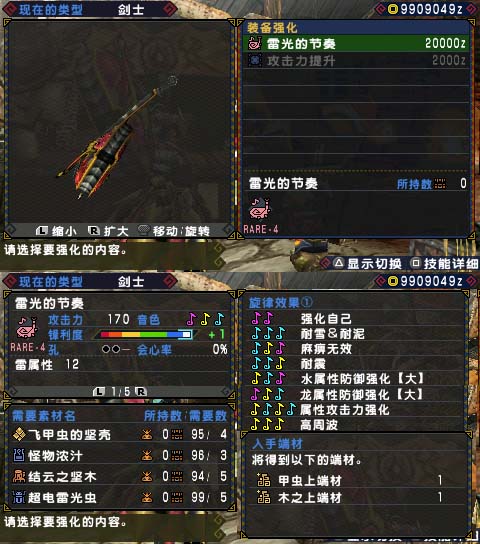 现在的类型 剑士
9909049z
装备强化
雷光的节奏 20000z
攻击力提升 2000z
雷光的节奏 所持数 0
RARE-4
L 缩小 R 扩大 移动/旋转
请选择要强化的内容。
△显示切换 □技能详细
现在的类型 剑士
9909049z
雷光的节奏
攻击力 170 音色
锋利度 +1
RARE-4 孔 〇〇一 会心率 0%
雷属性 12
L 1/5 R
需要素材名 所持数:需要数
飞甲虫的坚壳 0 95/ 4
怪物浓汁 0 96/ 3
结云之坚木 0 94/ 5
超电雷光虫 0 99/ 5
请选择要强化的内容。
旋律效果①
强化自己
耐雪&耐泥
麻痹无效
耐震
水属性防御强化【大】
龙属性防御强化【大】
属性攻击力强化
高周波
入手端材
将得到以下的端材。
甲虫上端材 1
木之上端材 1